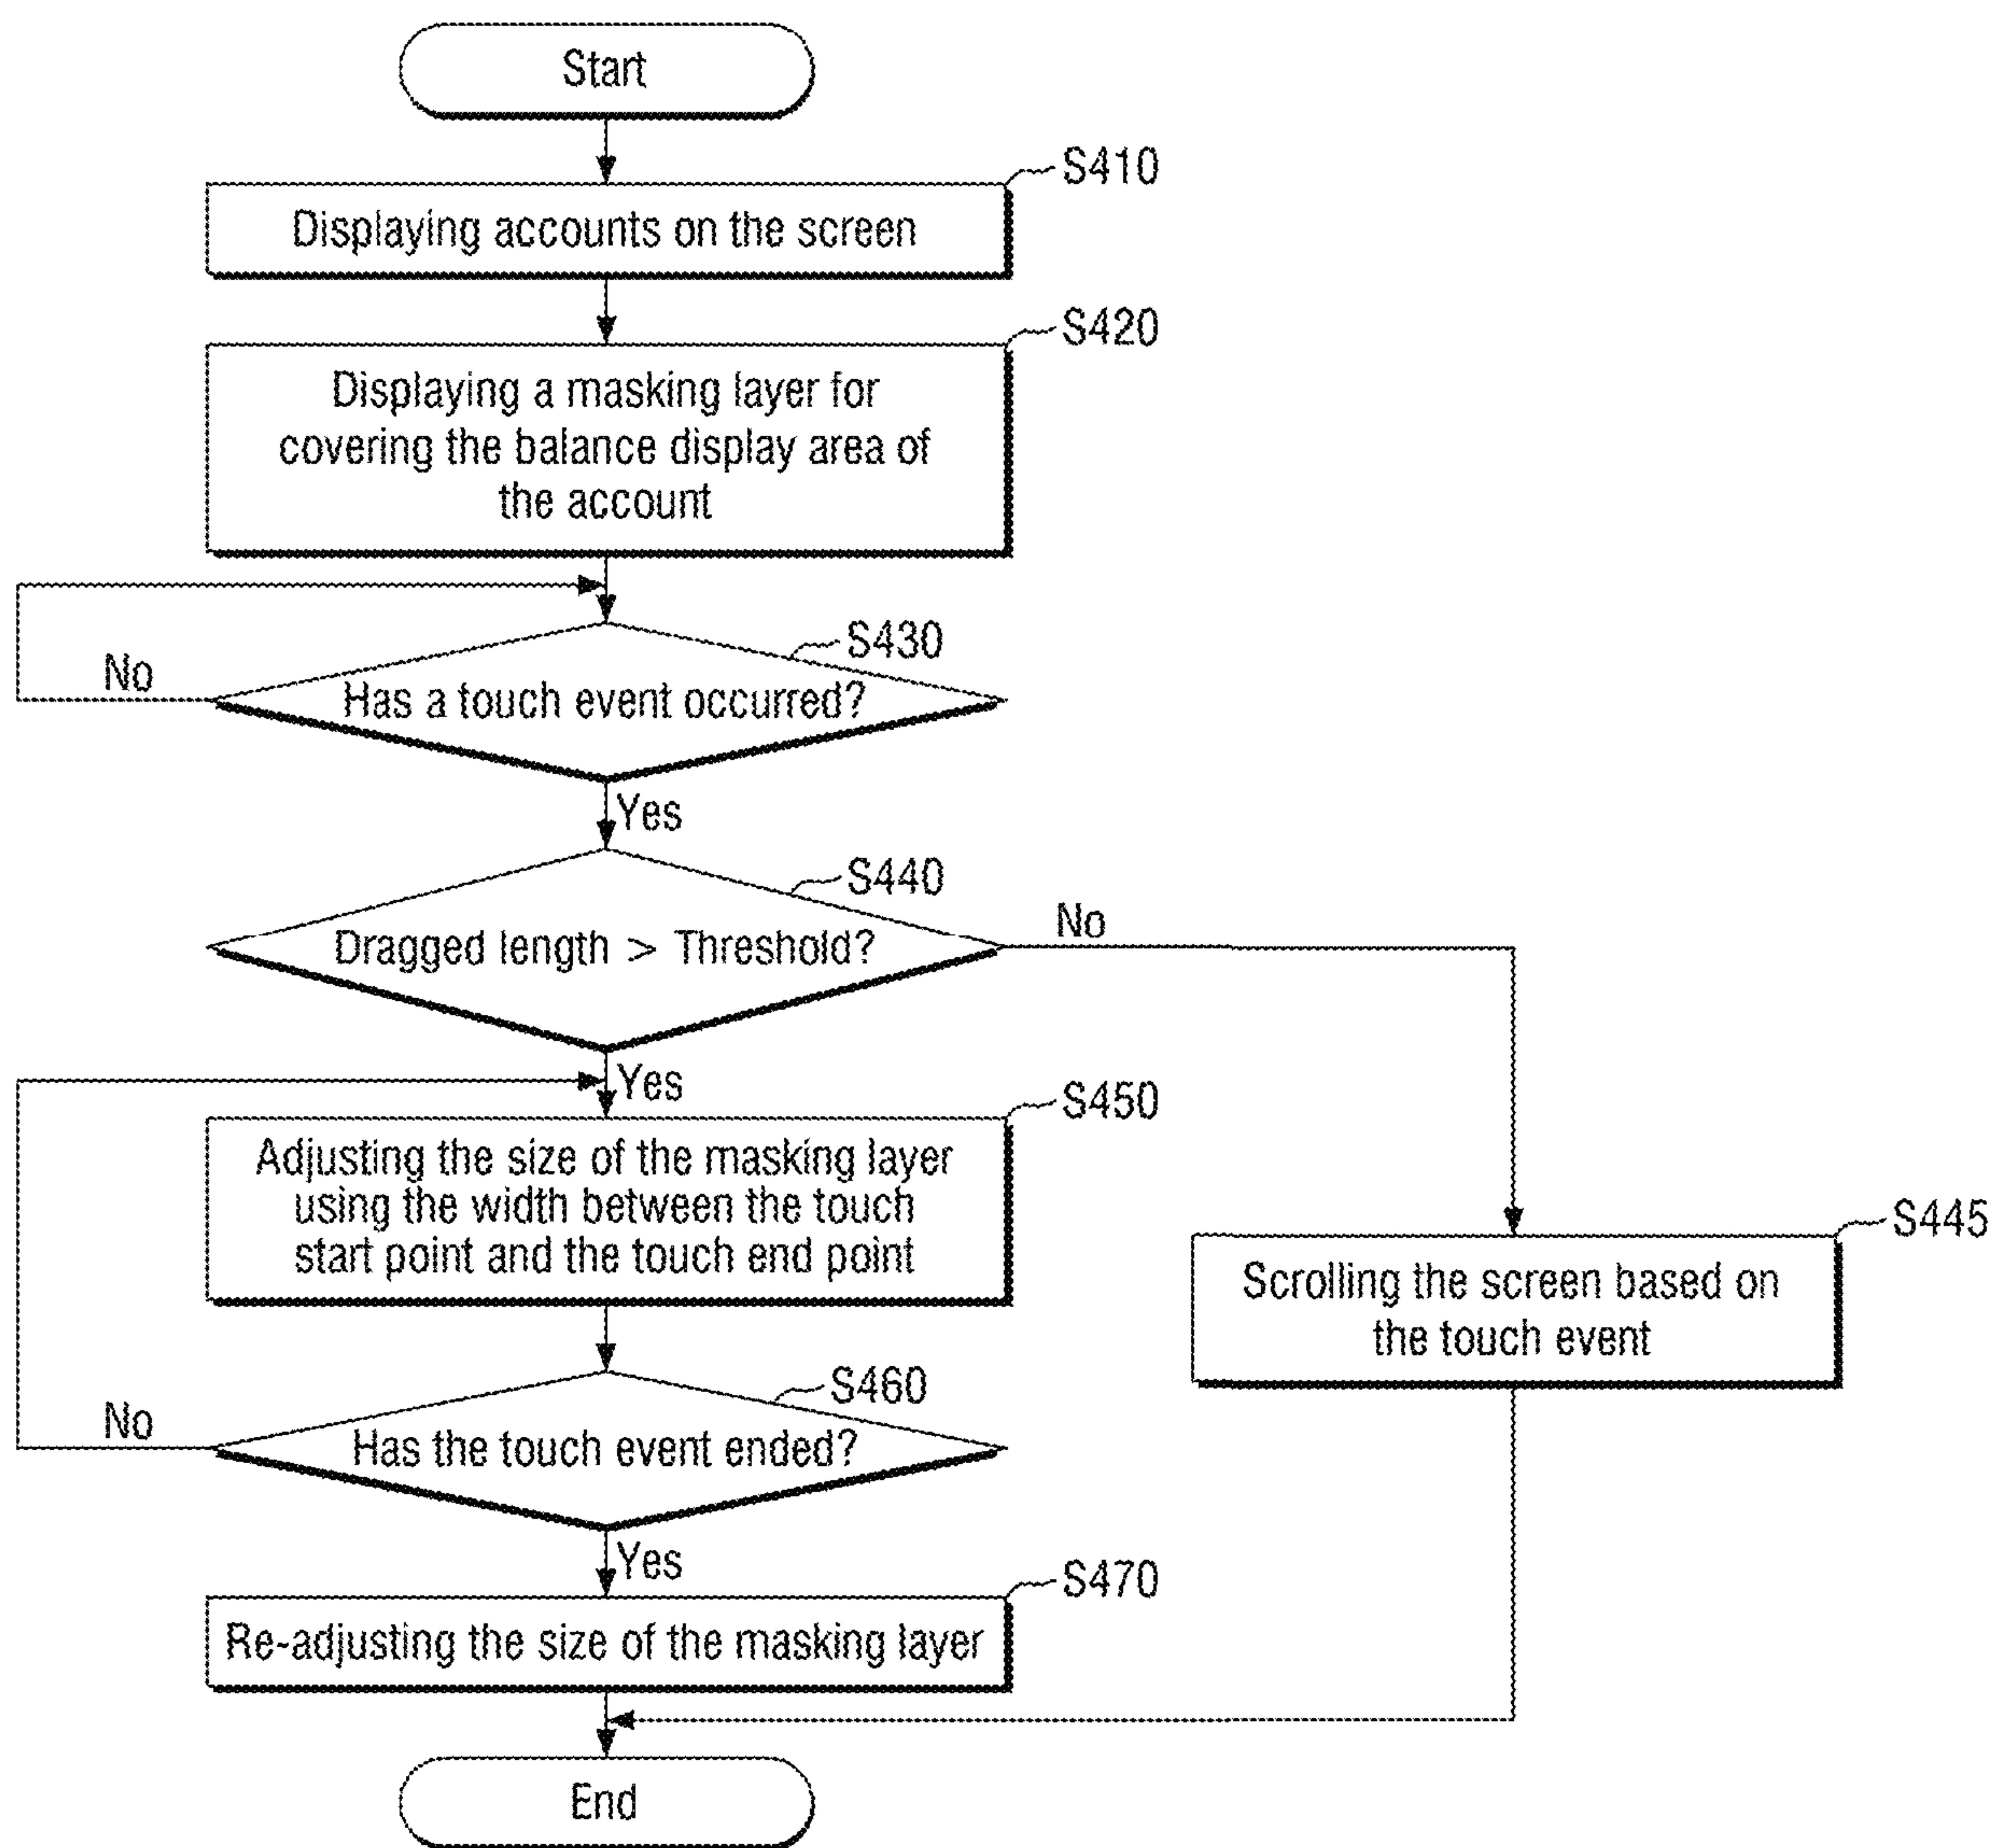 Start
S410
Displaying accounts on the screen
S420
Displaying a masking layer for
covering the balance display area of
the account
S430
No
Has a touch event occurred?
Yes
S440
No
Dragged length > Threshold?
Yes
S450
Adjusting the size of the masking layer
using the width between the touch
start point and the touch end point
S445
Scrolling the screen based on
the touch event
S460
No
Has the touch event ended?
Yes
S470
Re-adjusting the size of the masking layer
End